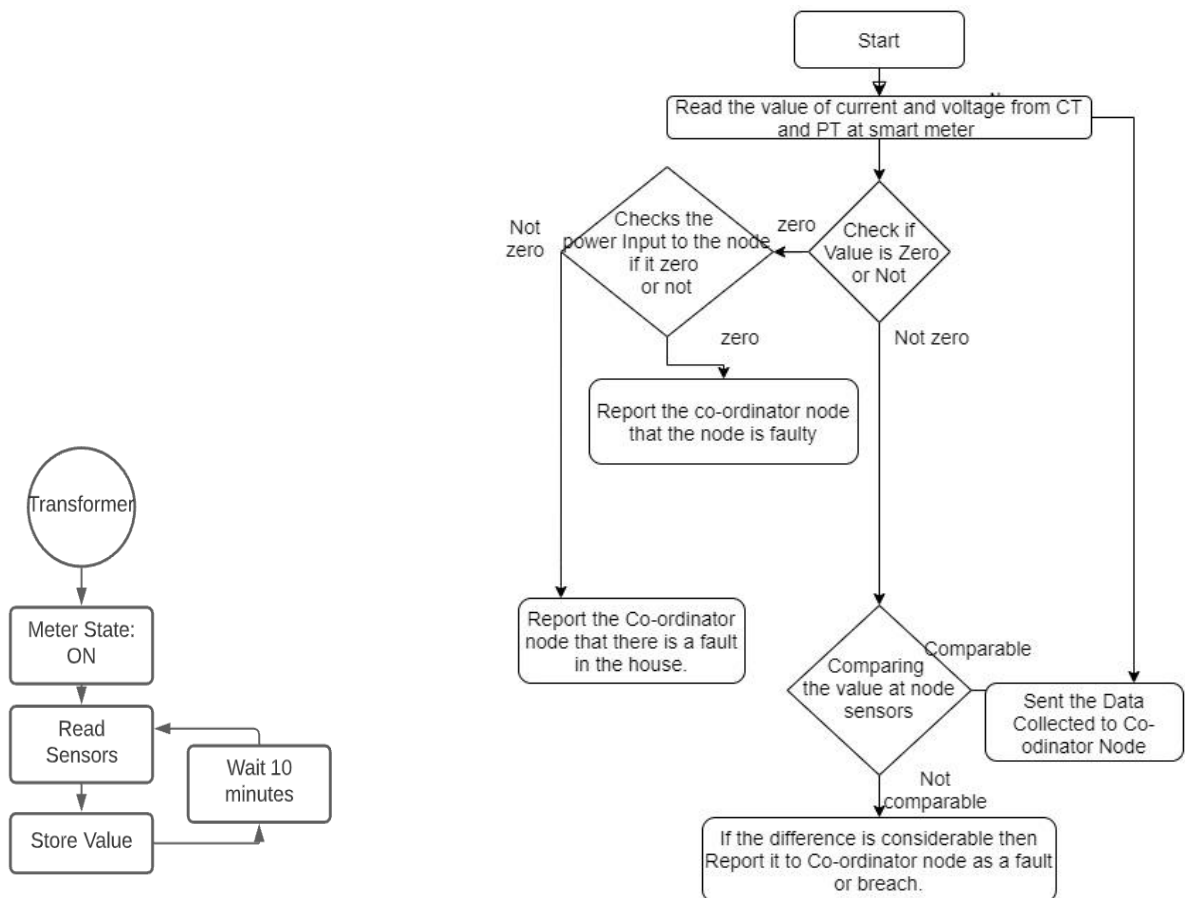 Start
Read the value of current and voltage from CT
and PT at smart meter
Check if
Value is Zero
or Not
zero
Checks the
power Input to the node
if it zero
or not
Not
zero
zero
Not zero
Report the co-ordinator node
that the node is faulty
Report the Co-ordinator
node that there is a fault
in the house.
Comparing
the value at node
sensors
Comparable
Sent the Data
Collected to Co-
odinator Node
Not
comparable
If the difference is considerable then
Report it to Co-ordinator node as a fault
or breach.
Transformer
Meter State:
ON
Read
Sensors
Wait 10
minutes
Store Value